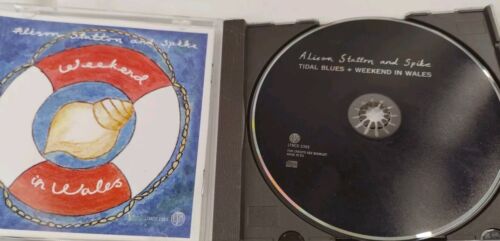 Alison Statton and Spike
Weekend
in Wales
Alison Statton and Spike
TIDAL BLUES + WEEKEND IN WALES